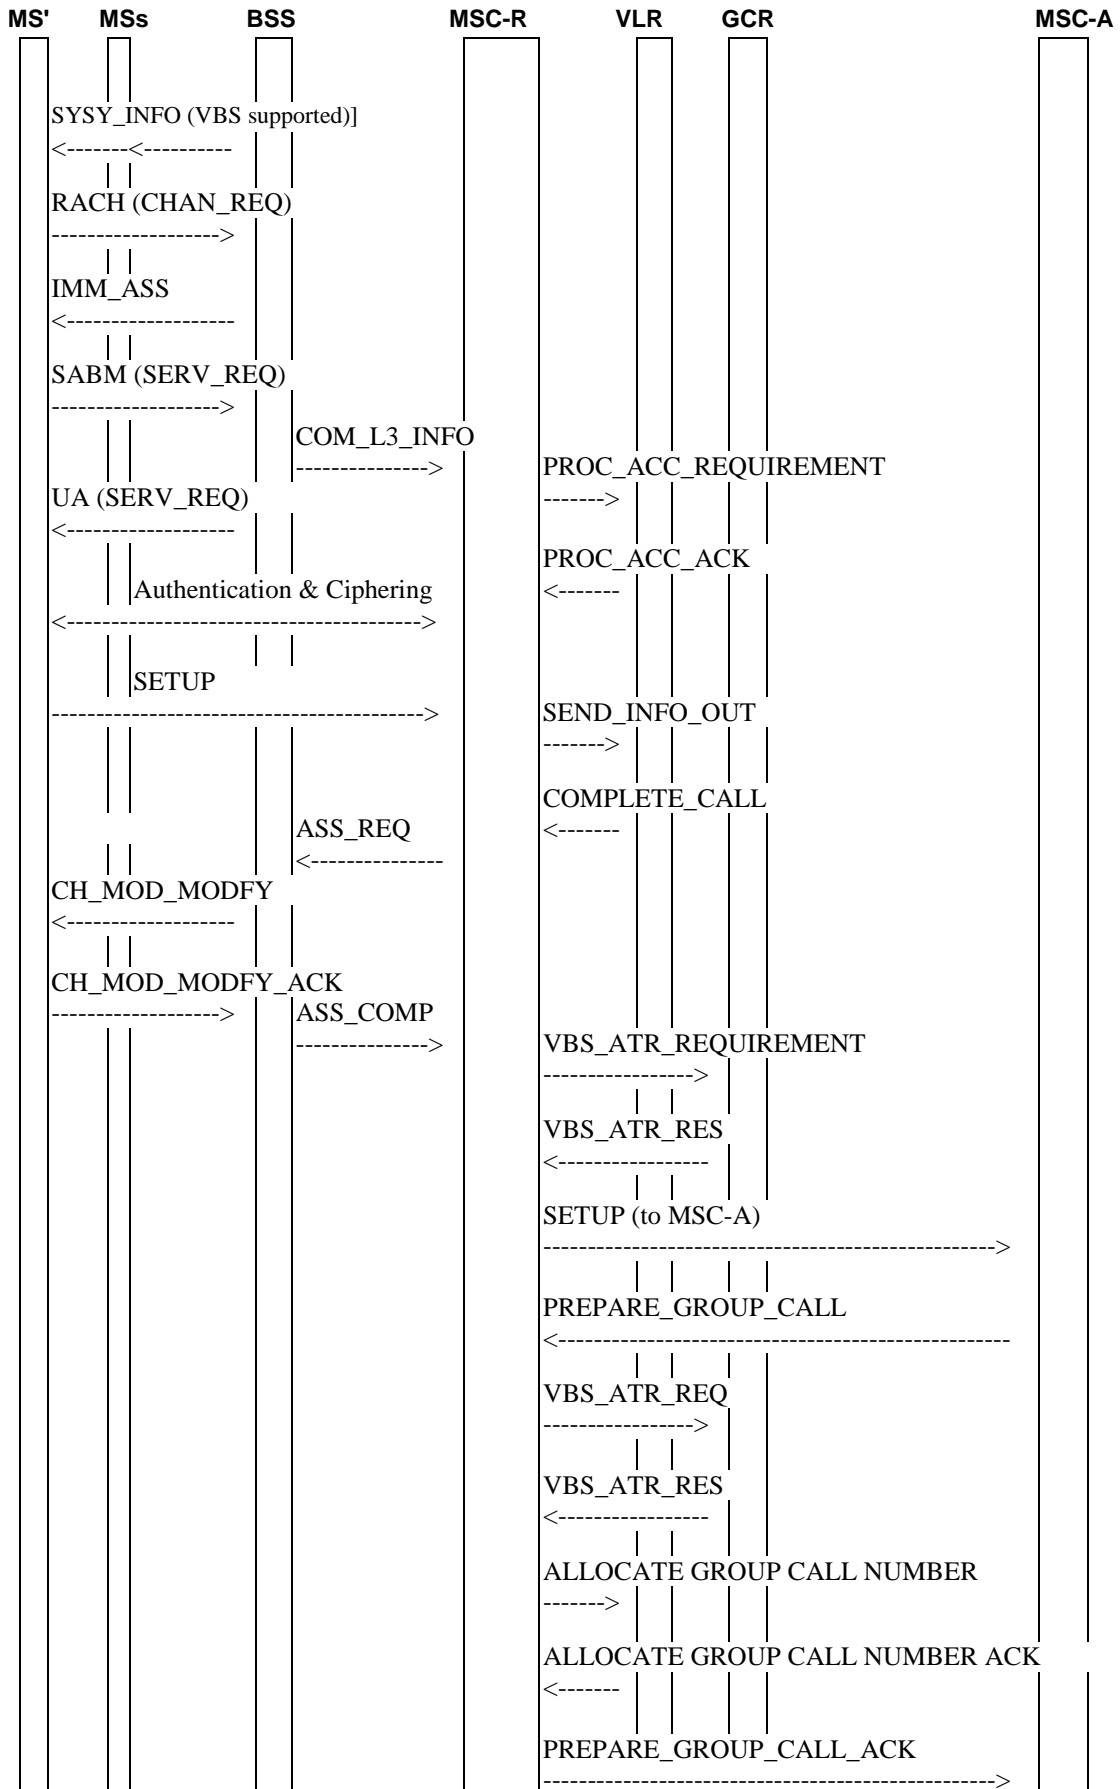 MS' MSs BSS MSC-R VLR GCR MSC-A
SYSY_INFO (VBS supported)]
<-------<----------
RACH (CHAN_REQ)
------------------->
IMM_ASS
<-------------------
SABM (SERV_REQ)
------------------->
COM_L3_INFO
---------------> PROC_ACC_REQUIREMENT
UA (SERV_REQ) ------->
<-------------------
PROC_ACC_ACK
Authentication & Ciphering <-------
<---------------------------------------->
SETUP
------------------------------------------> SEND_INFO_OUT
------->
COMPLETE_CALL
ASS_REQ <-------
<---------------
CH_MOD_MODFY
<-------------------
CH_MOD_MODFY_ACK
-------------------> ASS_COMP
---------------> VBS_ATR_REQUIREMENT
----------------->
VBS_ATR_RES
<-----------------
SETUP (to MSC-A)
--------------------------------------------------->
PREPARE_GROUP_CALL
<---------------------------------------------------
VBS_ATR_REQ
----------------->
VBS_ATR_RES
<-----------------
ALLOCATE GROUP CALL NUMBER
------->
ALLOCATE GROUP CALL NUMBER ACK
<-------
PREPARE_GROUP_CALL_ACK
--------------------------------------------------->